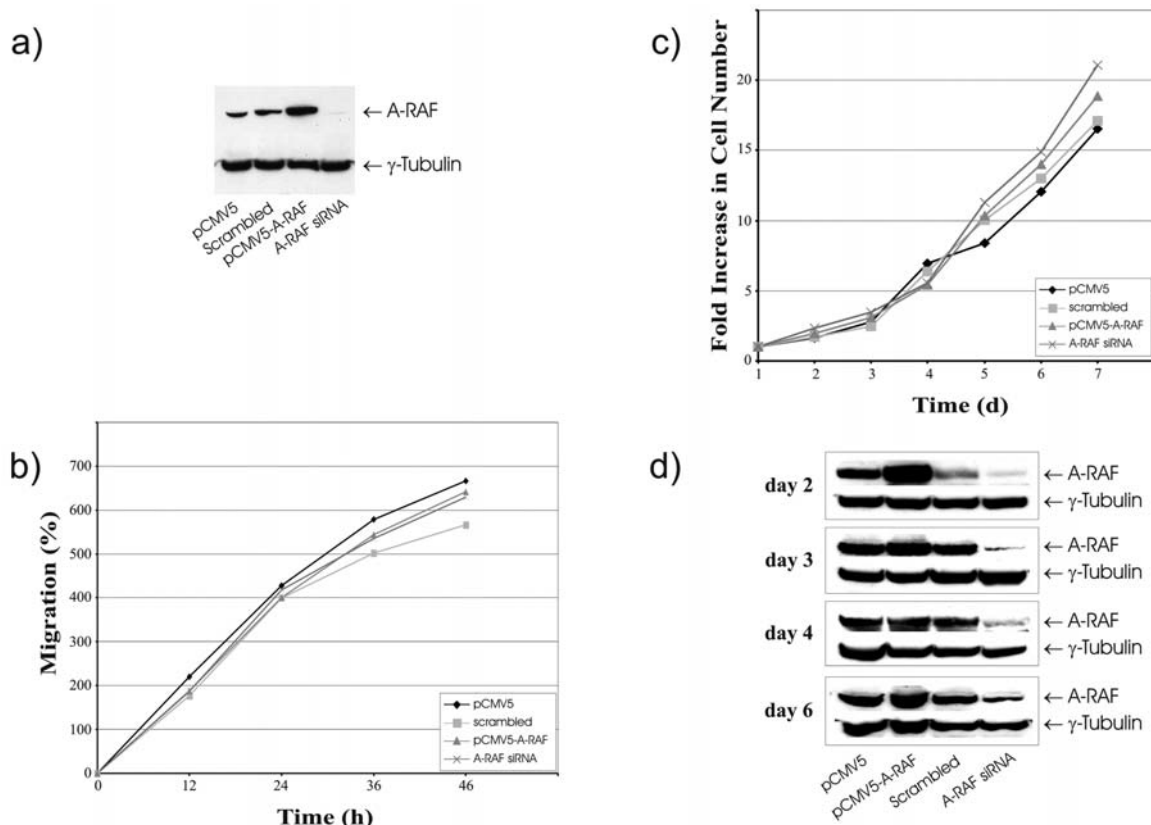 a)
← A-RAF
← γ-Tubulin
pCMV5
Scrambled
pCMV5-A-RAF
A-RAF siRNA
b)
Migration (%)
700
600
500
400
300
200
100
0
0 12 24 36 46
Time (h)
pCMV5
scrambled
pCMV5-A-RAF
A-RAF siRNA
c)
Fold Increase in Cell Number
20
15
10
5
0
1 2 3 4 5 6 7
Time (d)
pCMV5
scrambled
pCMV5-A-RAF
A-RAF siRNA
d)
day 2
← A-RAF
← γ-Tubulin
day 3
← A-RAF
← γ-Tubulin
day 4
← A-RAF
← γ-Tubulin
day 6
← A-RAF
← γ-Tubulin
pCMV5
pCMV5-A-RAF
Scrambled
A-RAF siRNA